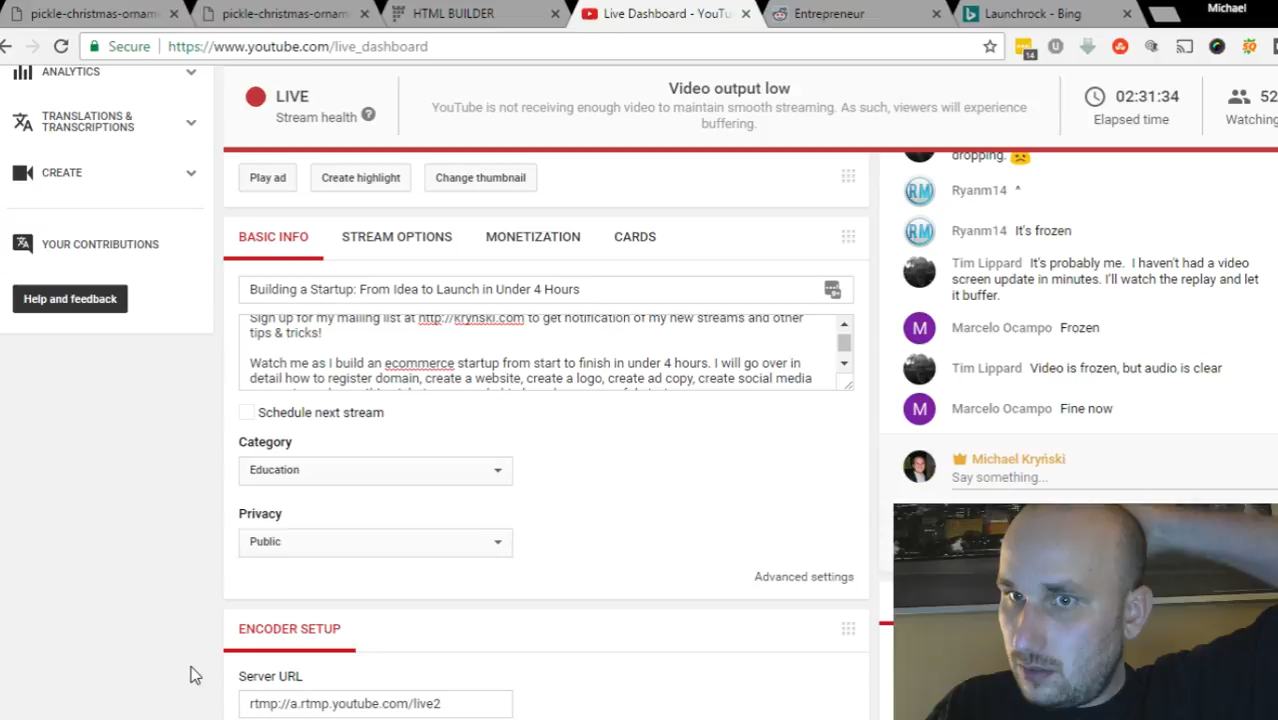 pickle-christmas-ornam
pickle-christmas-ornam
HTML BUILDER
Live Dashboard - YouTu
Entrepreneur
Launchrock - Bing
Michael
Secure
https://www.youtube.com/live_dashboard
14
ANALYTICS
TRANSLATIONS &
TRANSCRIPTIONS
CREATE
YOUR CONTRIBUTIONS
Help and feedback
LIVE
Stream health ?
Video output low
YouTube is not receiving enough video to maintain smooth streaming. As such, viewers will experience
buffering.
02:31:34
Elapsed time
52
Watching
Play ad
Create highlight
Change thumbnail
BASIC INFO
STREAM OPTIONS
MONETIZATION
CARDS
Building a Startup: From Idea to Launch in Under 4 Hours
Sign up for my mailing list at http://krynski.com to get notification of my new streams and other
tips & tricks!
Watch me as I build an ecommerce startup from start to finish in under 4 hours. I will go over in
detail how to register domain, create a website, create a logo, create ad copy, create social media
Schedule next stream
Category
Education
Privacy
Public
Advanced settings
ENCODER SETUP
Server URL
rtmp://a.rtmp.youtube.com/live2
dropping.
RM Ryanm14 ^
RM Ryanm14 It's frozen
Tim Lippard It's probably me. I haven't had a video
screen update in minutes. I'll watch the replay and let
it buffer.
M Marcelo Ocampo Frozen
Tim Lippard Video is frozen, but audio is clear
M Marcelo Ocampo Fine now
Michael Kryński
Say something...